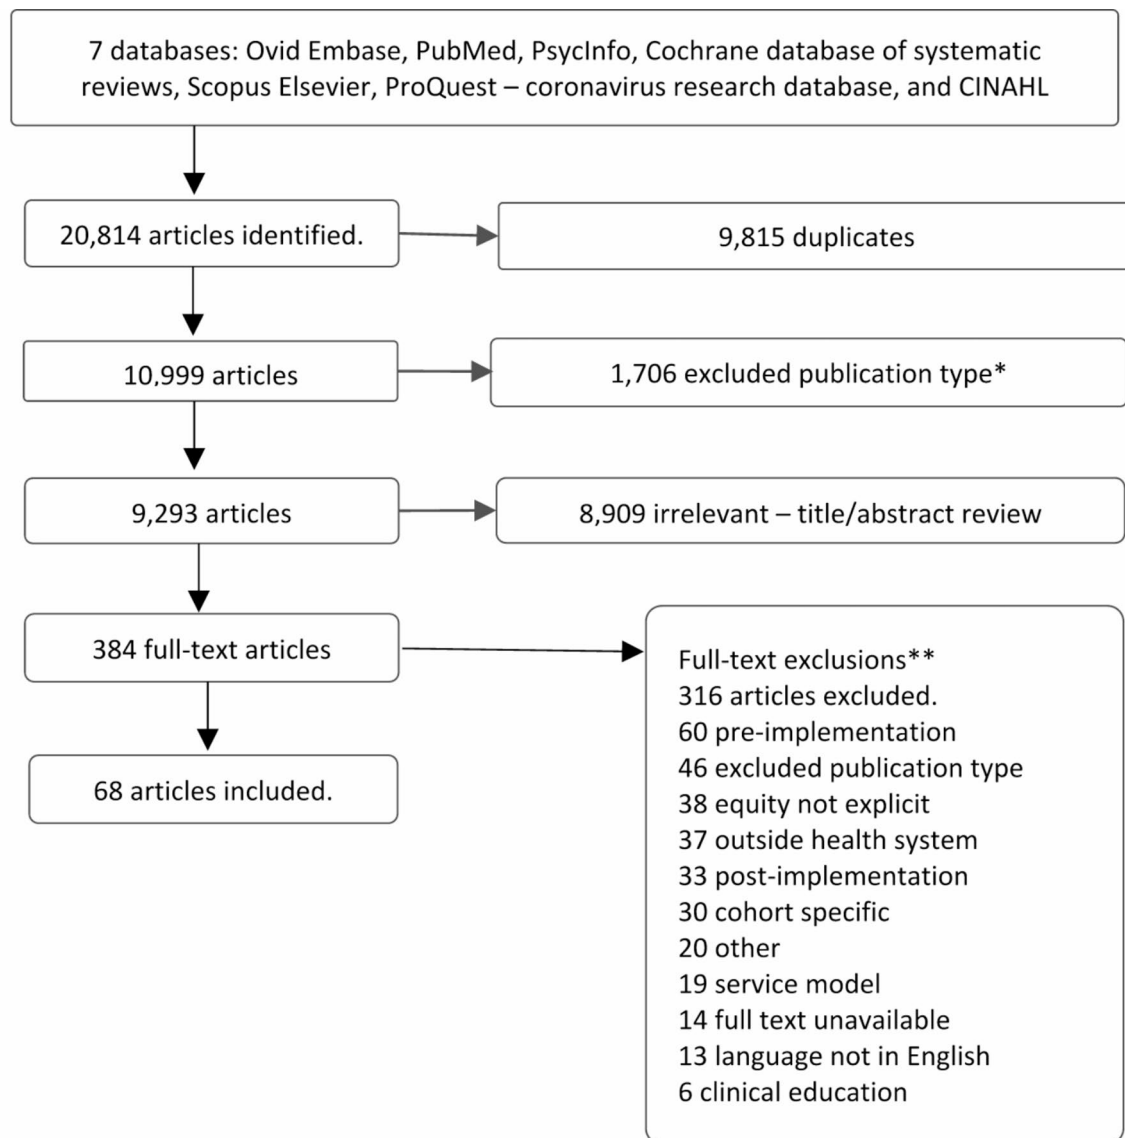 7 databases: Ovid Embase, PubMed, PsycInfo, Cochrane database of systematic
reviews, Scopus Elsevier, ProQuest – coronavirus research database, and CINAHL
20,814 articles identified.
9,815 duplicates
10,999 articles
1,706 excluded publication type*
9,293 articles
8,909 irrelevant – title/abstract review
384 full-text articles
Full-text exclusions**
316 articles excluded.
60 pre-implementation
46 excluded publication type
38 equity not explicit
37 outside health system
33 post-implementation
30 cohort specific
20 other
19 service model
14 full text unavailable
13 language not in English
6 clinical education
68 articles included.